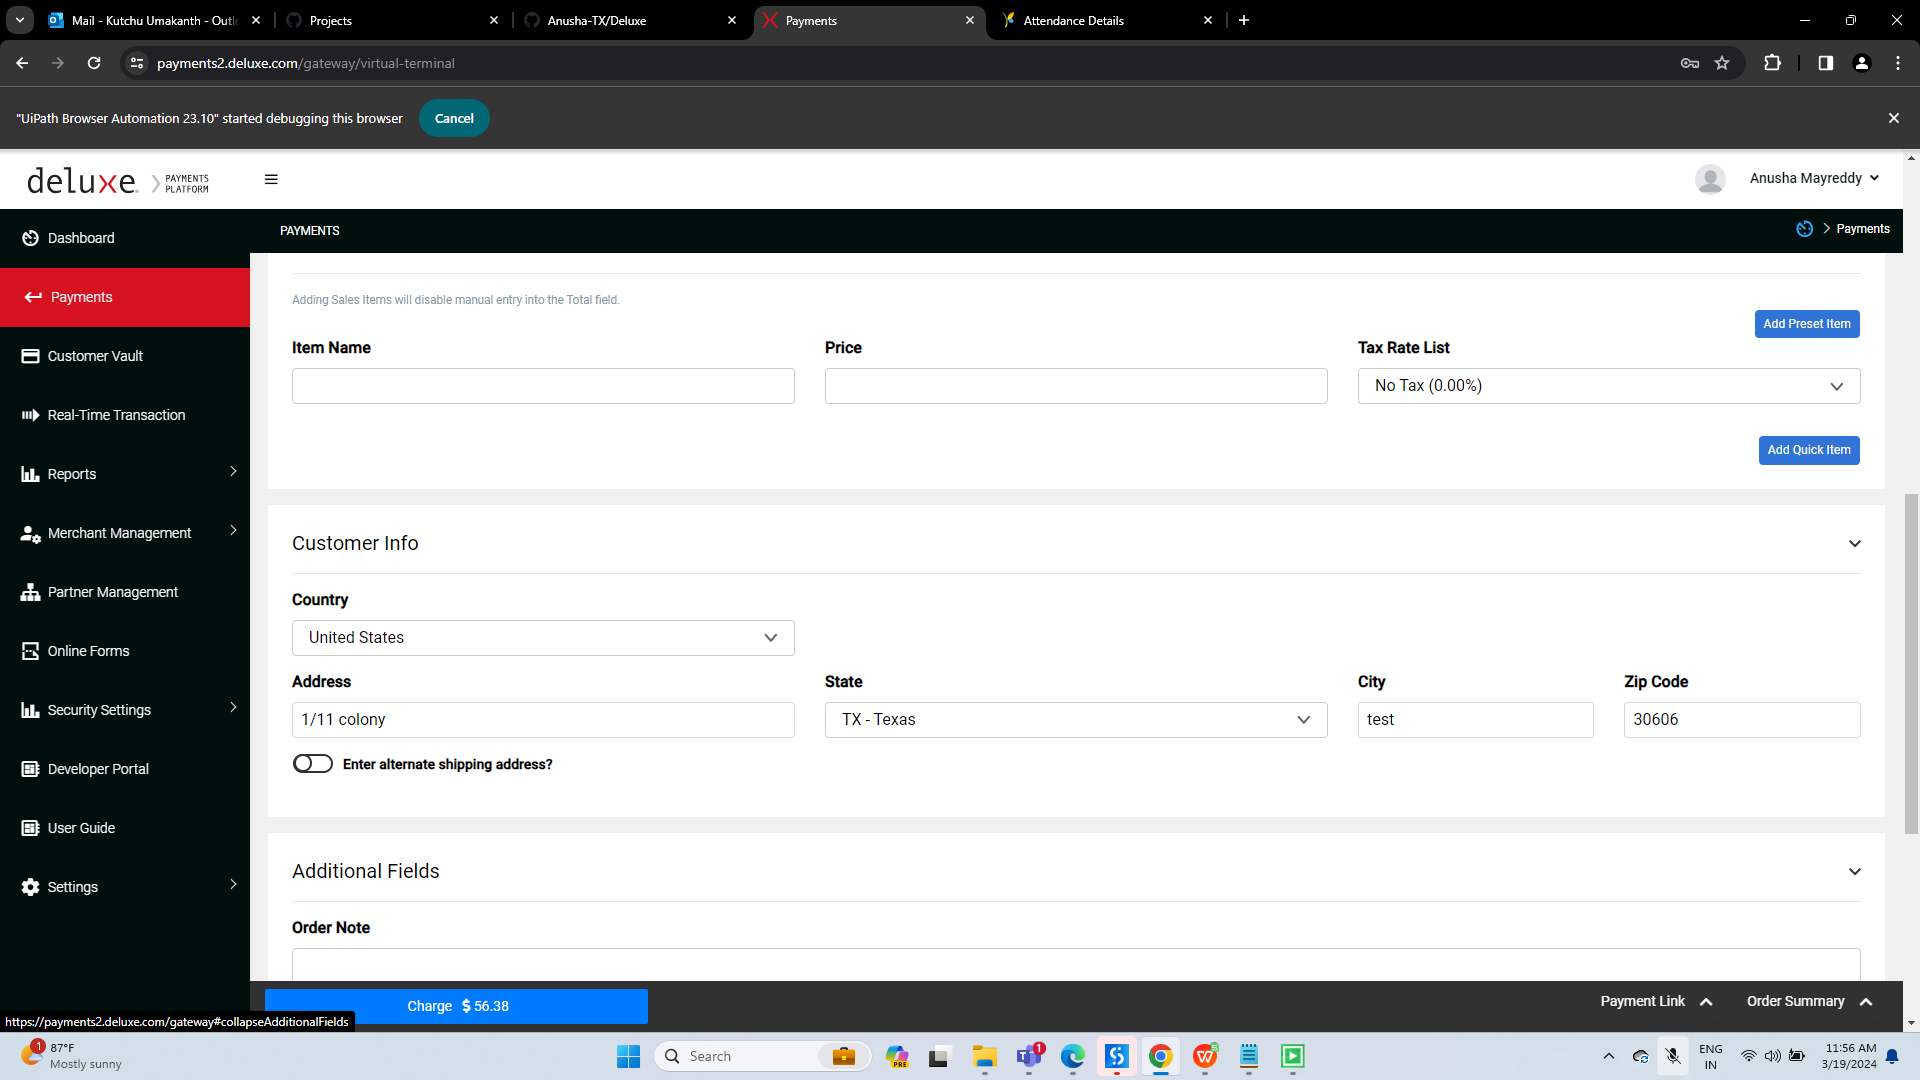 Mail - Kutchu Umakanth - Outl
Projects
Anusha-TX/Deluxe
Payments
Attendance Details
payments2.deluxe.com/gateway/virtual-terminal
"UiPath Browser Automation 23.10" started debugging this browser
Cancel
deluxe.
PAYMENTS
PLATFORM
Anusha Mayreddy
Dashboard
PAYMENTS
Payments
Payments
Customer Vault
Real-Time Transaction
Reports
Merchant Management
Partner Management
Online Forms
Security Settings
Developer Portal
User Guide
Settings
Adding Sales Items will disable manual entry into the Total field.
Add Preset Item
Item Name
Price
Tax Rate List
No Tax (0.00%)
Add Quick Item
Customer Info
Country
United States
Address
State
City
Zip Code
1/11 colony
TX - Texas
test
30606
Enter alternate shipping address?
Additional Fields
Order Note
Charge $ 56.38
Payment Link
Order Summary
https://payments2.deluxe.com/gateway#collapseAdditionalFields
1
87°F
Mostly sunny
Search
PRE
1
ENG
IN
11:56 AM
3/19/2024